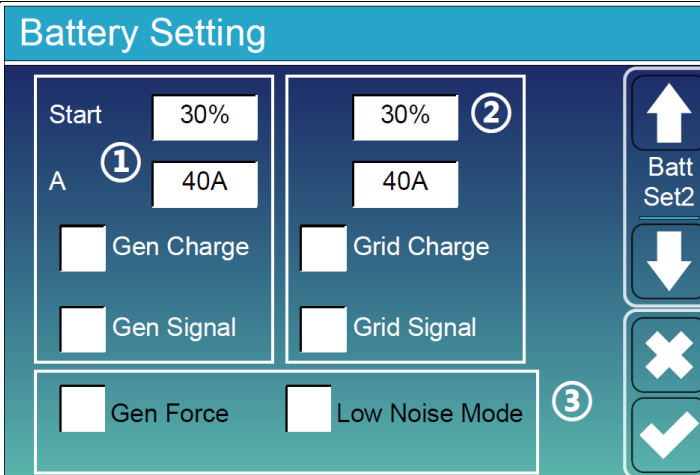 Battery Setting
Start 30% 30% ②
A ① 40A 40A
Gen Charge Grid Charge
Gen Signal Grid Signal
Gen Force Low Noise Mode ③
Batt
Set2